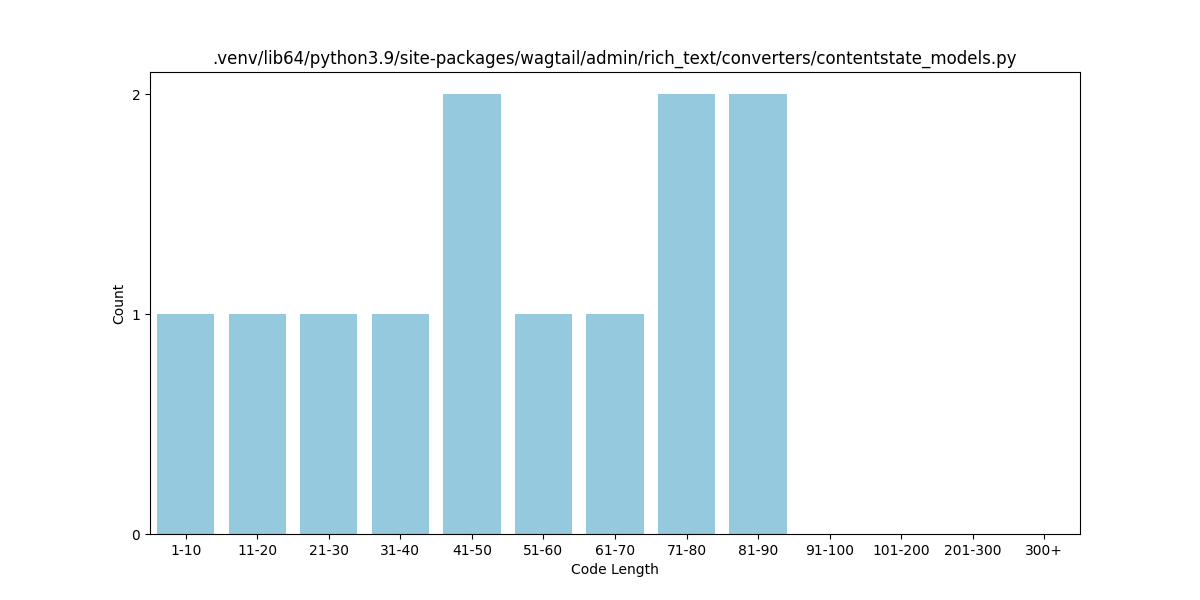 .venv/lib64/python3.9/site-packages/wagtail/admin/rich_text/converters/contentstate_models.py
2
1
0
Count
1-10 11-20 21-30 31-40 41-50 51-60 61-70 71-80 81-90 91-100 101-200 201-300 300+
Code Length